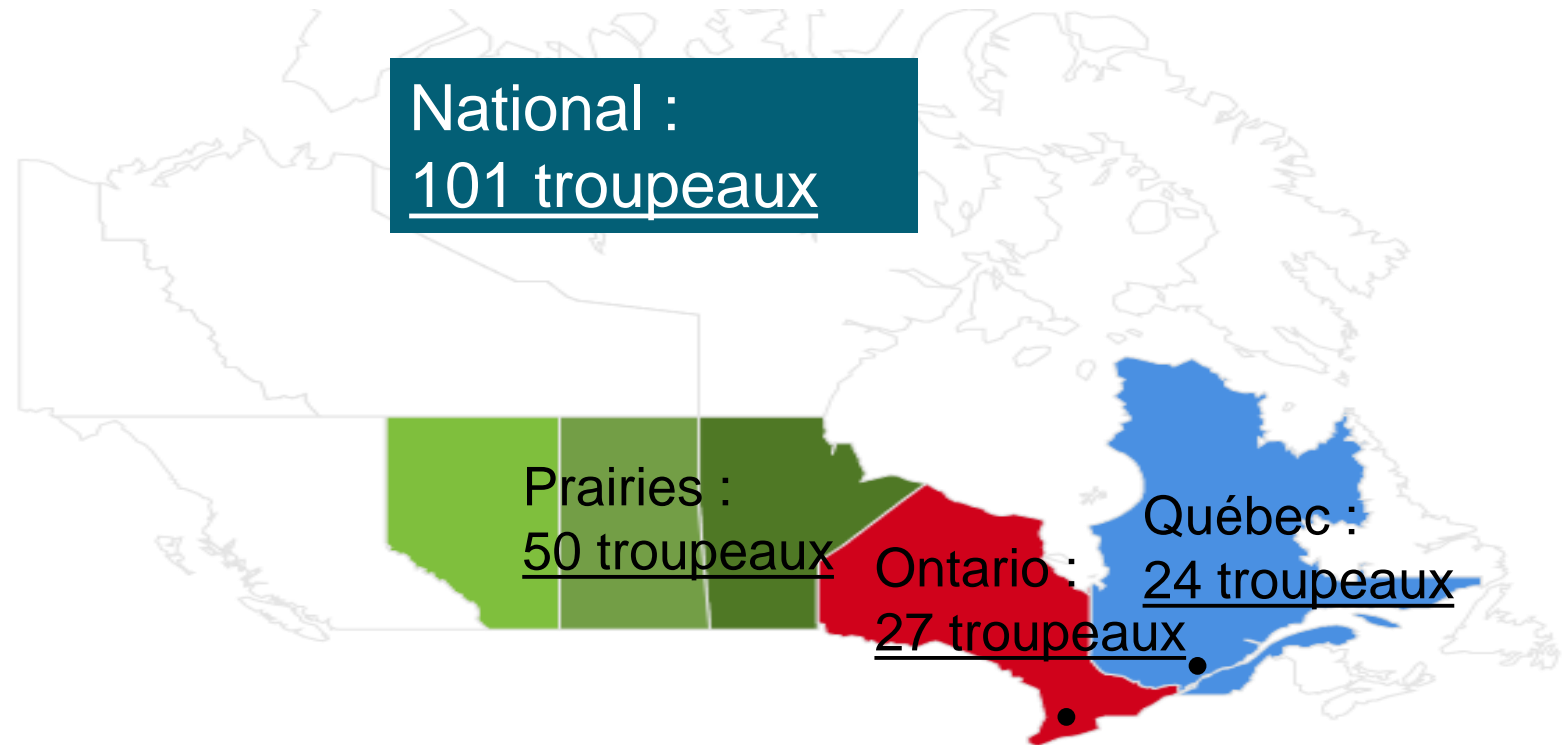 National :
101 troupeaux
Prairies :
50 troupeaux
Ontario :
27 troupeaux
Québec :
24 troupeaux